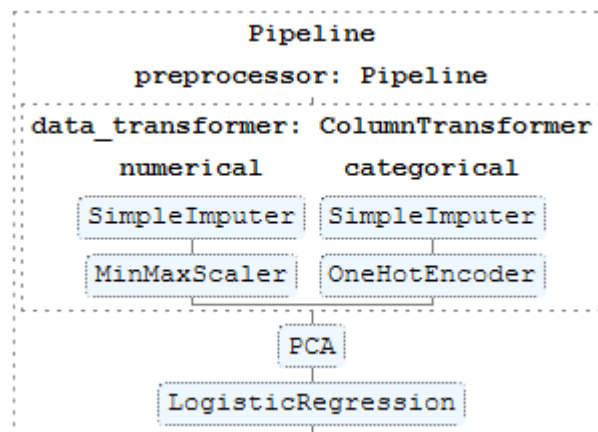 Pipeline
preprocessor: Pipeline
data_transformer: ColumnTransformer
numerical categorical
SimpleImputer SimpleImputer
MinMaxScaler OneHotEncoder
PCA
LogisticRegression